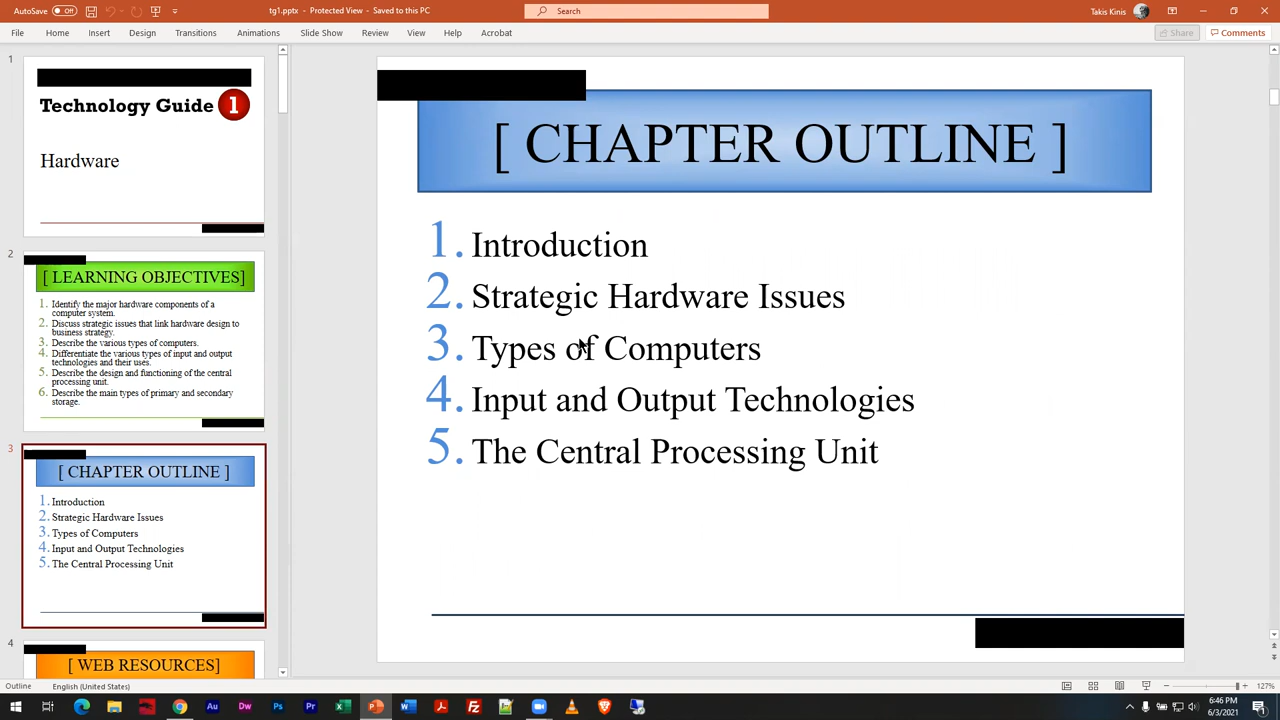 AutoSave Off tg1.pptx - Protected View - Saved to this PC Search Takis Kinis
File Home Insert Design Transitions Animations Slide Show Review View Help Acrobat Share Comments
1
Technology Guide 1
Hardware
2
[ LEARNING OBJECTIVES]
1. Identify the major hardware components of a
computer system.
2. Discuss strategic issues that link hardware design to
business strategy.
3. Describe the various types of computers.
4. Differentiate the various types of input and output
technologies and their uses.
5. Describe the design and functioning of the central
processing unit.
6. Describe the main types of primary and secondary
storage.
3
[ CHAPTER OUTLINE ]
1. Introduction
2. Strategic Hardware Issues
3. Types of Computers
4. Input and Output Technologies
5. The Central Processing Unit
4
[ WEB RESOURCES]
[ CHAPTER OUTLINE ]
1. Introduction
2. Strategic Hardware Issues
3. Types of Computers
4. Input and Output Technologies
5. The Central Processing Unit
Outline English (United States) 127%
Au Dw Ps Pr
6:46 PM
6/3/2021